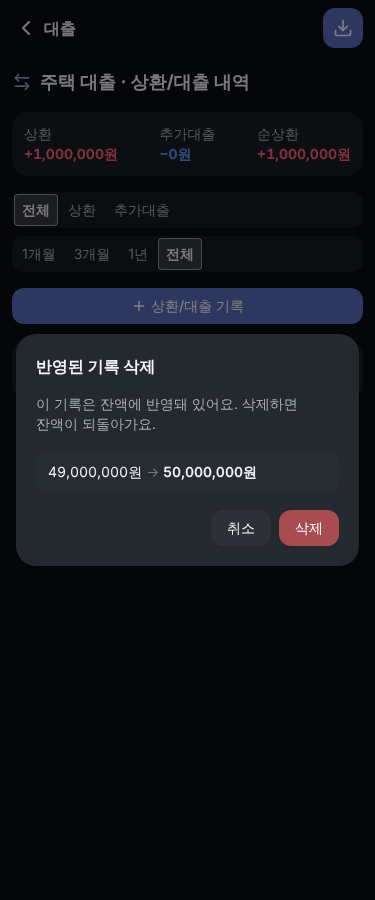 대출
주택 대출 · 상환/대출 내역
상환 추가대출 순상환
+1,000,000원 −0원 +1,000,000원
전체 상환 추가대출
1개월 3개월 1년 전체
+ 상환/대출 기록
반영된 기록 삭제
이 기록은 잔액에 반영돼 있어요. 삭제하면
잔액이 되돌아가요.
49,000,000원 → 50,000,000원
취소 삭제